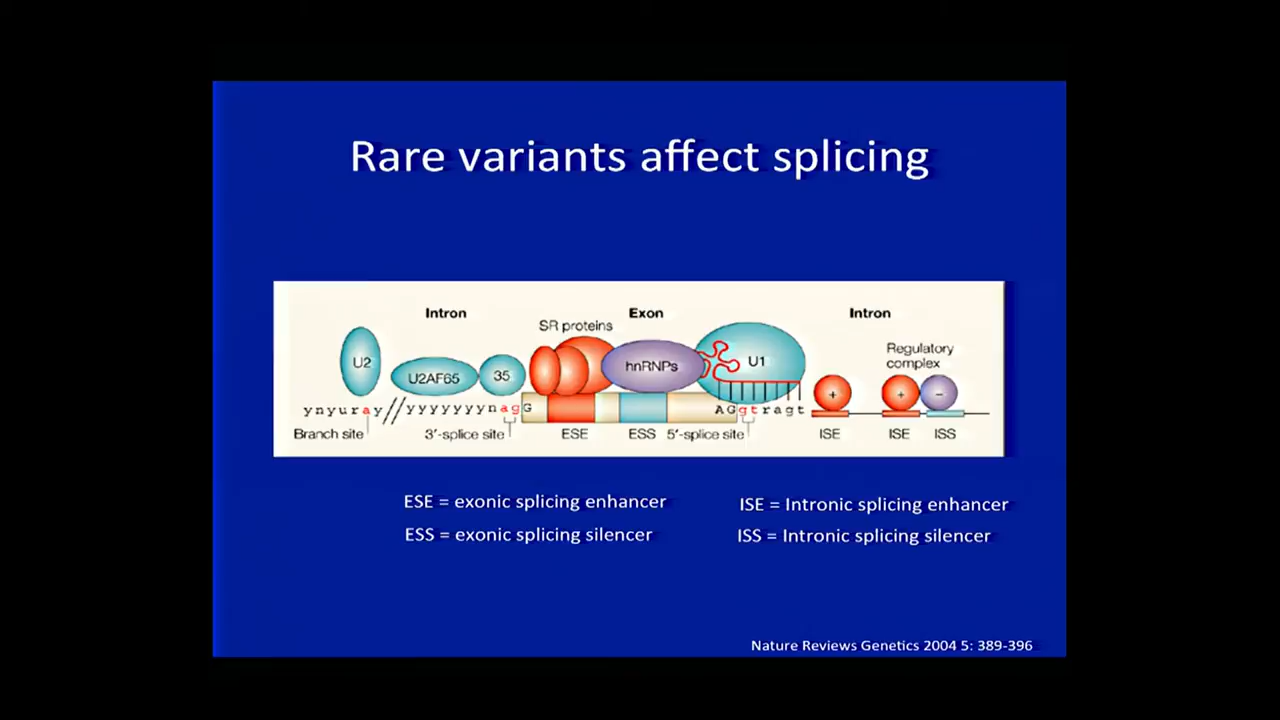 Rare variants affect splicing
Intron
Exon
Intron
SR proteins
Regulatory
complex
U2
U2AF65
35
hnRNPs
U1
+
+
-
ynyuray//yyyyyyynagG
AGgtragt
Branch site
3′-splice site
ESE
ESS
5′-splice site
ISE
ISE
ISS
ESE = exonic splicing enhancer
ISE = Intronic splicing enhancer
ESS = exonic splicing silencer
ISS = Intronic splicing silencer
Nature Reviews Genetics 2004 5: 389-396